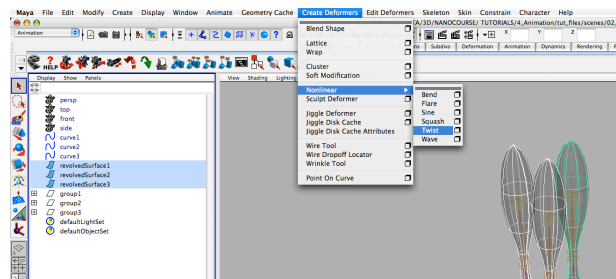 Maya File Edit Modify Create Display Window Animate Geometry Cache Create Deformers Edit Deformers Skeleton Skin Constrain Character Help
/3D/NANOCOURSE/ TUTORIALS/4_Animation/tut_files/scenes/02
Animation X Y Z
Subdivs Deformation Animation Dynamics Rendering
HELP
Display Show Panels View Shading Lighting
persp
top
front
side
curve1
curve2
curve3
revolvedSurface1
revolvedSurface2
revolvedSurface3
group1
group2
group3
defaultLightSet
defaultObjectSet
Blend Shape
Lattice
Wrap
Cluster
Soft Modification
Nonlinear
Sculpt Deformer
Jiggle Deformer
Jiggle Disk Cache
Jiggle Disk Cache Attributes
Wire Tool
Wire Dropoff Locator
Wrinkle Tool
Point On Curve
Bend
Flare
Sine
Squash
Twist
Wave